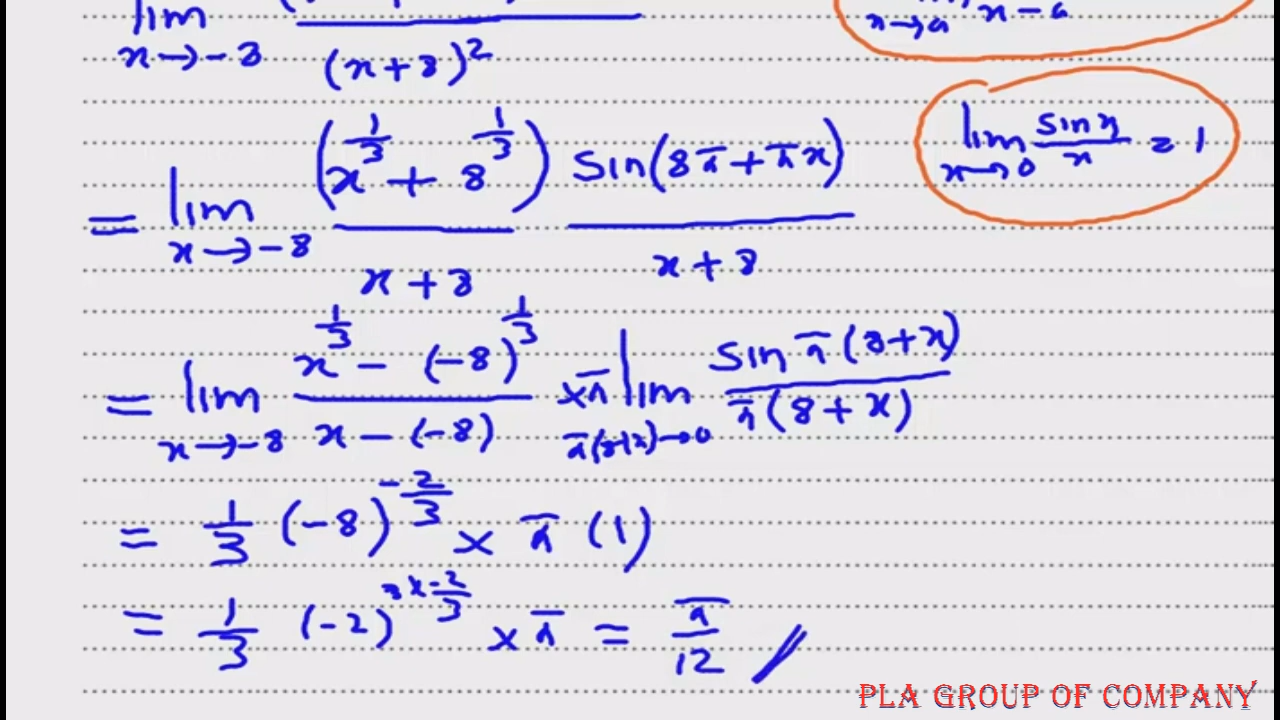 lim x→-8 / (x+8)²
lim x→a x-a
lim x→0 sin x / x = 1
= lim x→-8 (x^(1/3) + 8^(1/3)) / (x+8) sin(8π+πx) / (x+8)
= lim x→-8 (x^(1/3) - (-8)^(1/3)) / (x-(-8)) ×π lim π(8+x)→0 sin π(8+x) / π(8+x)
= 1/3 (-8)^(-2/3) × π (1)
= 1/3 (-2)^(3×-2/3) × π = π/12 //
PLA GROUP OF COMPANY